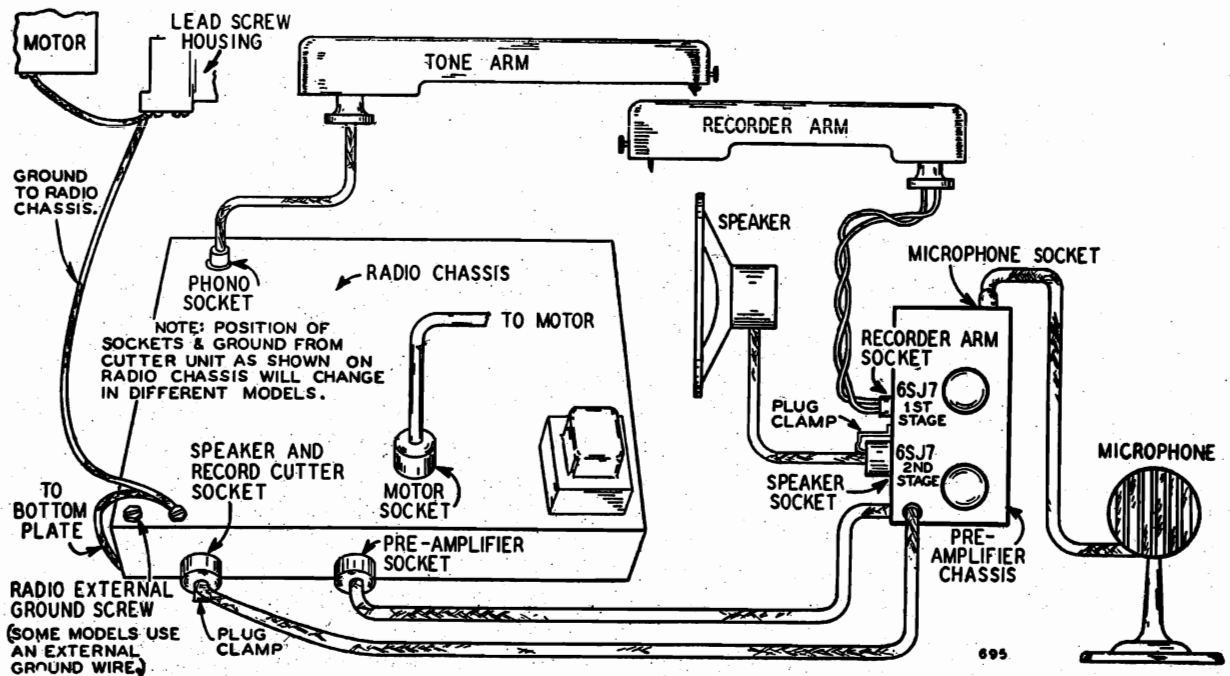 MOTOR
LEAD SCREW
HOUSING
TONE ARM
RECORDER ARM
GROUND
TO RADIO
CHASSIS.
SPEAKER
MICROPHONE SOCKET
PHONO
SOCKET
RADIO CHASSIS
NOTE: POSITION OF
SOCKETS & GROUND FROM
CUTTER UNIT AS SHOWN ON
RADIO CHASSIS WILL CHANGE
IN DIFFERENT MODELS.
TO MOTOR
RECORDER ARM
SOCKET
6SJ7
1ST
STAGE
PLUG
CLAMP
6SJ7
2ND
STAGE
SPEAKER
SOCKET
MICROPHONE
SPEAKER AND
RECORD CUTTER
SOCKET
MOTOR
SOCKET
TO
BOTTOM
PLATE
PRE-AMPLIFIER
SOCKET
PRE-
AMPLIFIER
CHASSIS
RADIO EXTERNAL
GROUND SCREW
(SOME MODELS USE
AN EXTERNAL
GROUND WIRE.)
PLUG
CLAMP
695